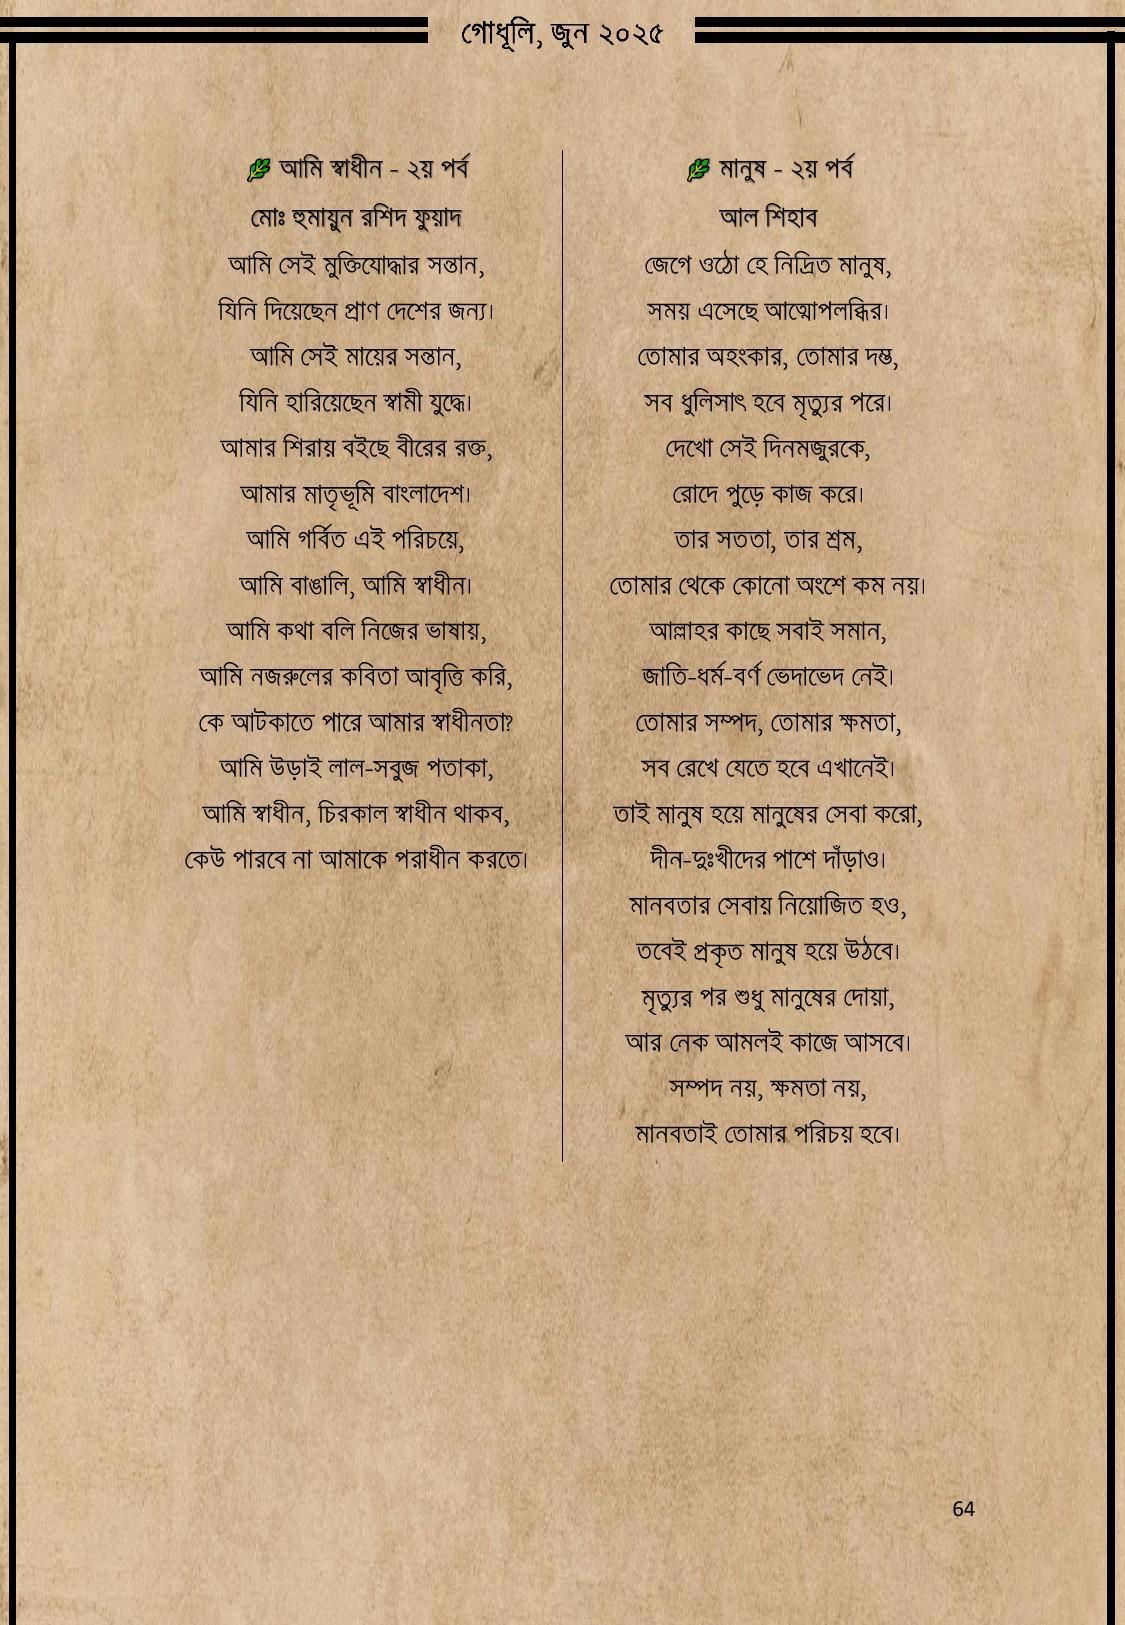 গোধূলি, জুন ২০২৫
আমি স্বাধীন - ২য় পর্ব
মোঃ হুমায়ুন রশিদ ফুয়াদ
আমি সেই মুক্তিযোদ্ধার সন্তান,
যিনি দিয়েছেন প্রাণ দেশের জন্য।
আমি সেই মায়ের সন্তান,
যিনি হারিয়েছেন স্বামী যুদ্ধে।
আমার শিরায় বইছে বীরের রক্ত,
আমার মাতৃভূমি বাংলাদেশ।
আমি গর্বিত এই পরিচয়ে,
আমি বাঙালি, আমি স্বাধীন।
আমি কথা বলি নিজের ভাষায়,
আমি নজরুলের কবিতা আবৃত্তি করি,
কে আটকাতে পারে আমার স্বাধীনতা?
আমি উড়াই লাল-সবুজ পতাকা,
আমি স্বাধীন, চিরকাল স্বাধীন থাকব,
কেউ পারবে না আমাকে পরাধীন করতে।
মানুষ - ২য় পর্ব
আল শিহাব
জেগে ওঠো হে নিদ্রিত মানুষ,
সময় এসেছে আত্মোপলব্ধির।
তোমার অহংকার, তোমার দম্ভ,
সব ধুলিসাৎ হবে মৃত্যুর পরে।
দেখো সেই দিনমজুরকে,
রোদে পুড়ে কাজ করে।
তার সততা, তার শ্রম,
তোমার থেকে কোনো অংশে কম নয়।
আল্লাহর কাছে সবাই সমান,
জাতি-ধর্ম-বর্ণ ভেদাভেদ নেই।
তোমার সম্পদ, তোমার ক্ষমতা,
সব রেখে যেতে হবে এখানেই।
তাই মানুষ হয়ে মানুষের সেবা করো,
দীন-দুঃখীদের পাশে দাঁড়াও।
মানবতার সেবায় নিয়োজিত হও,
তবেই প্রকৃত মানুষ হয়ে উঠবে।
মৃত্যুর পর শুধু মানুষের দোয়া,
আর নেক আমলই কাজে আসবে।
সম্পদ নয়, ক্ষমতা নয়,
মানবতাই তোমার পরিচয় হবে।
64